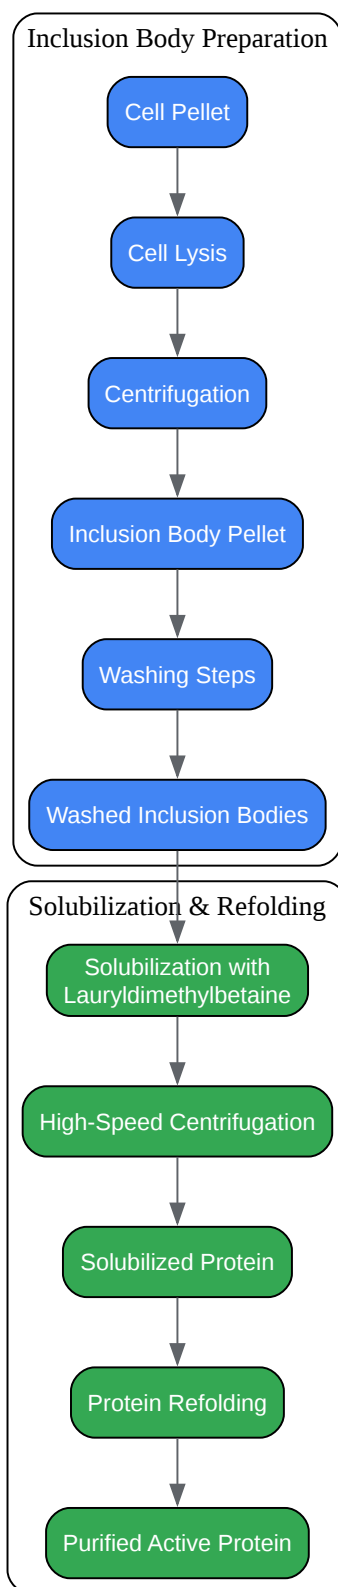 Inclusion Body Preparation
Cell Pellet
Cell Lysis
Centrifugation
Inclusion Body Pellet
Washing Steps
Washed Inclusion Bodies
Solubilization & Refolding
Solubilization with
Lauryldimethylbetaine
High-Speed Centrifugation
Solubilized Protein
Protein Refolding
Purified Active Protein